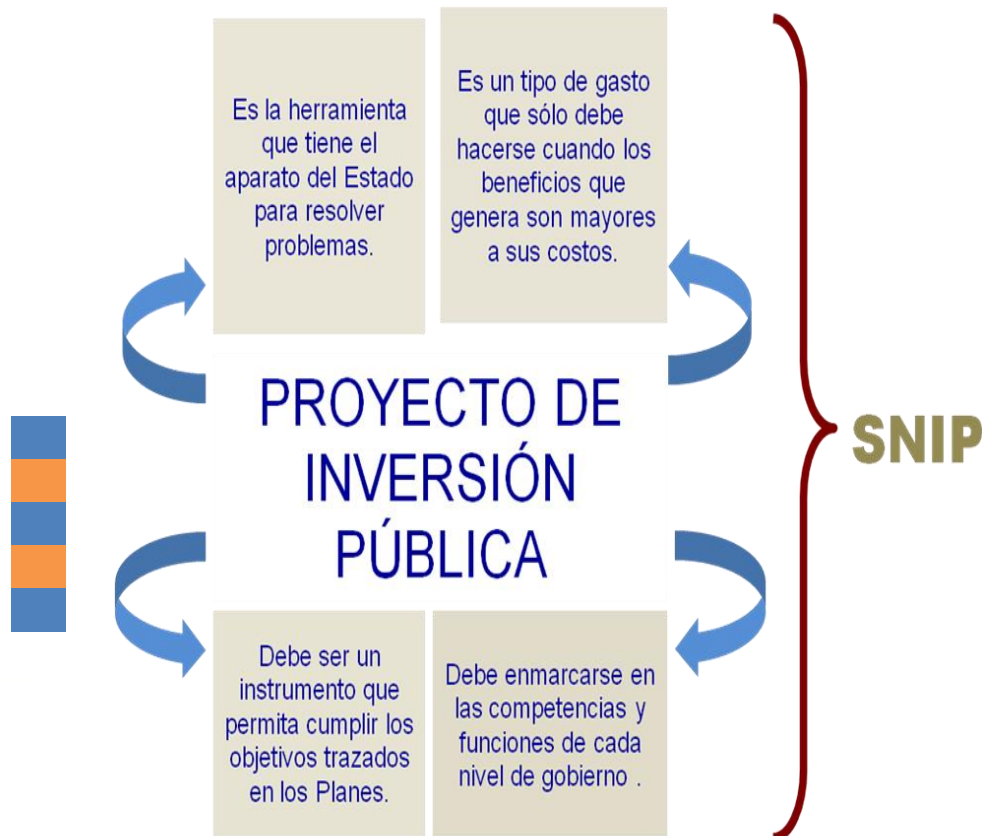 Es la herramienta
que tiene el
aparato del Estado
para resolver
problemas.
Es un tipo de gasto
que sólo debe
hacerse cuando los
beneficios que
genera son mayores
a sus costos.
PROYECTO DE
INVERSIÓN
PÚBLICA
SNIP
Debe ser un
instrumento que
permita cumplir los
objetivos trazados
en los Planes.
Debe enmarcarse en
las competencias y
funciones de cada
nivel de gobierno .